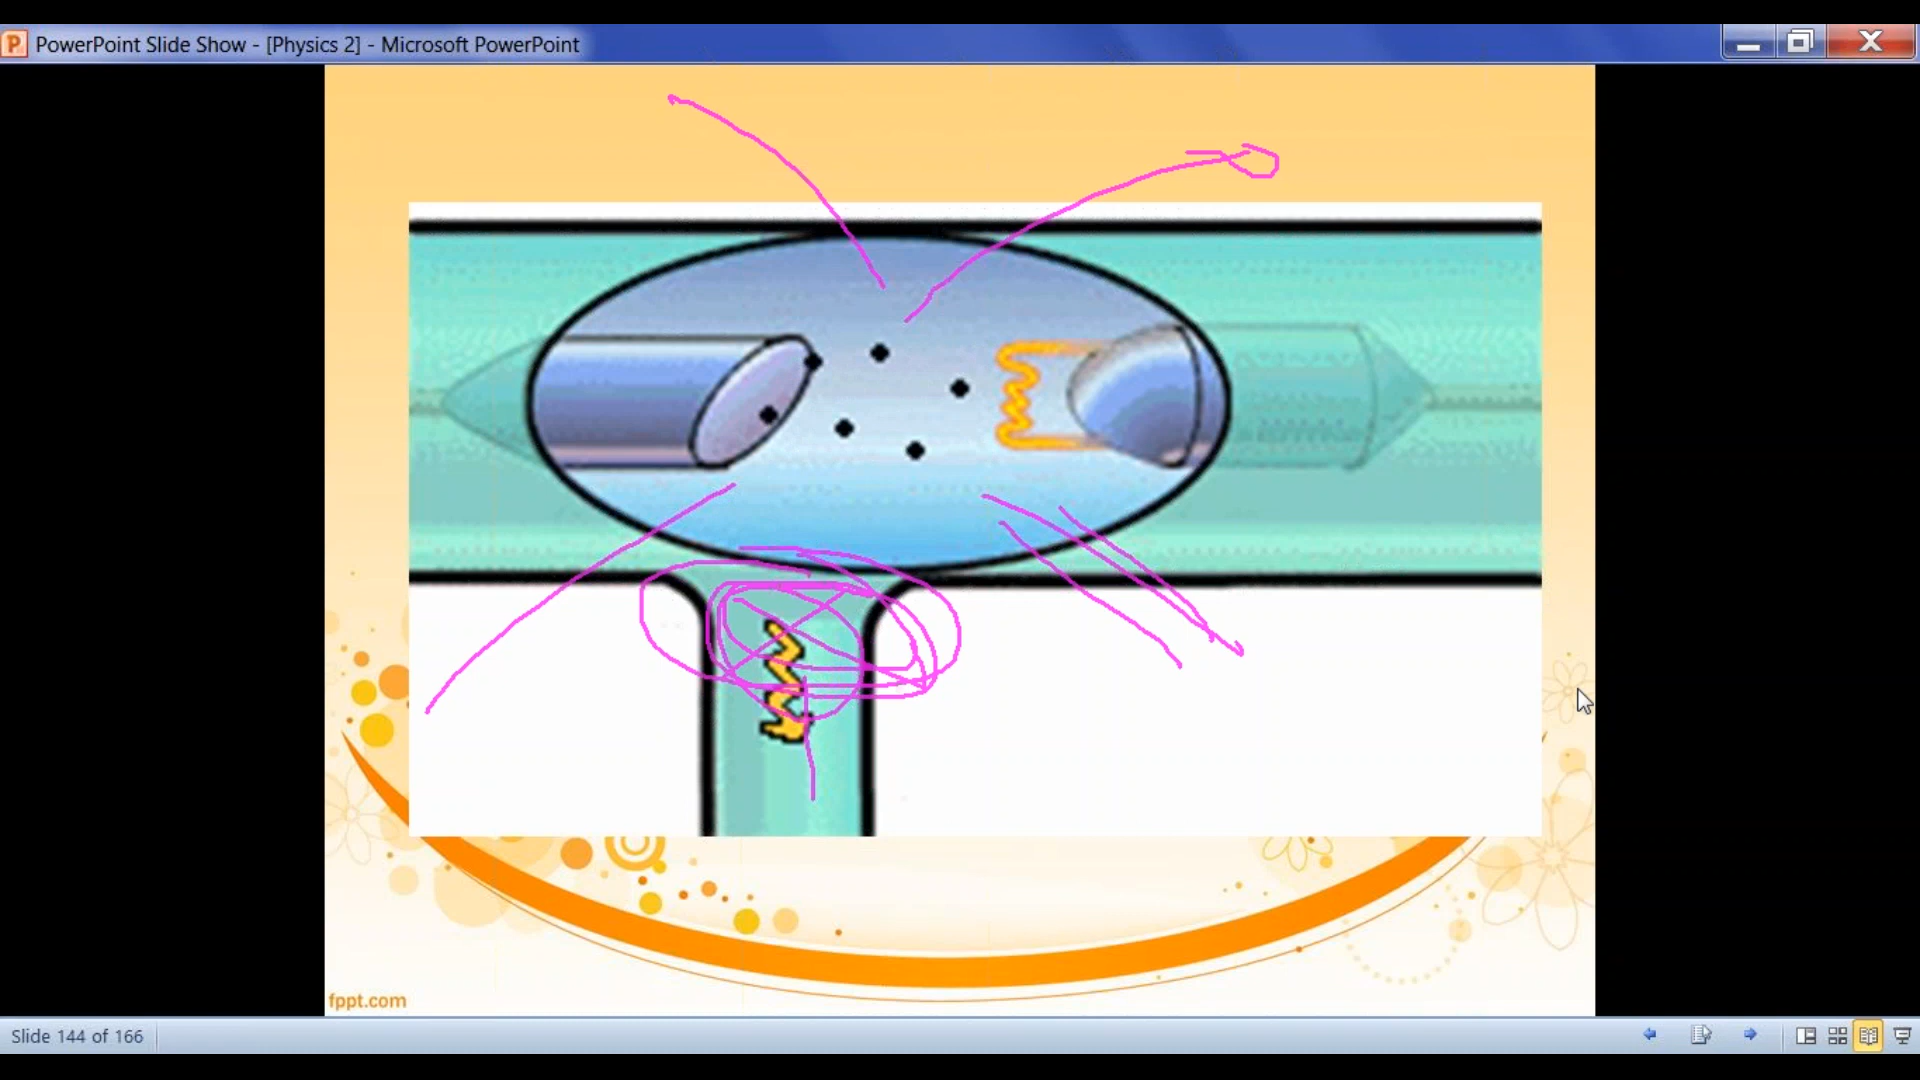 PowerPoint Slide Show - [Physics 2] - Microsoft PowerPoint
fppt.com
Slide 144 of 166